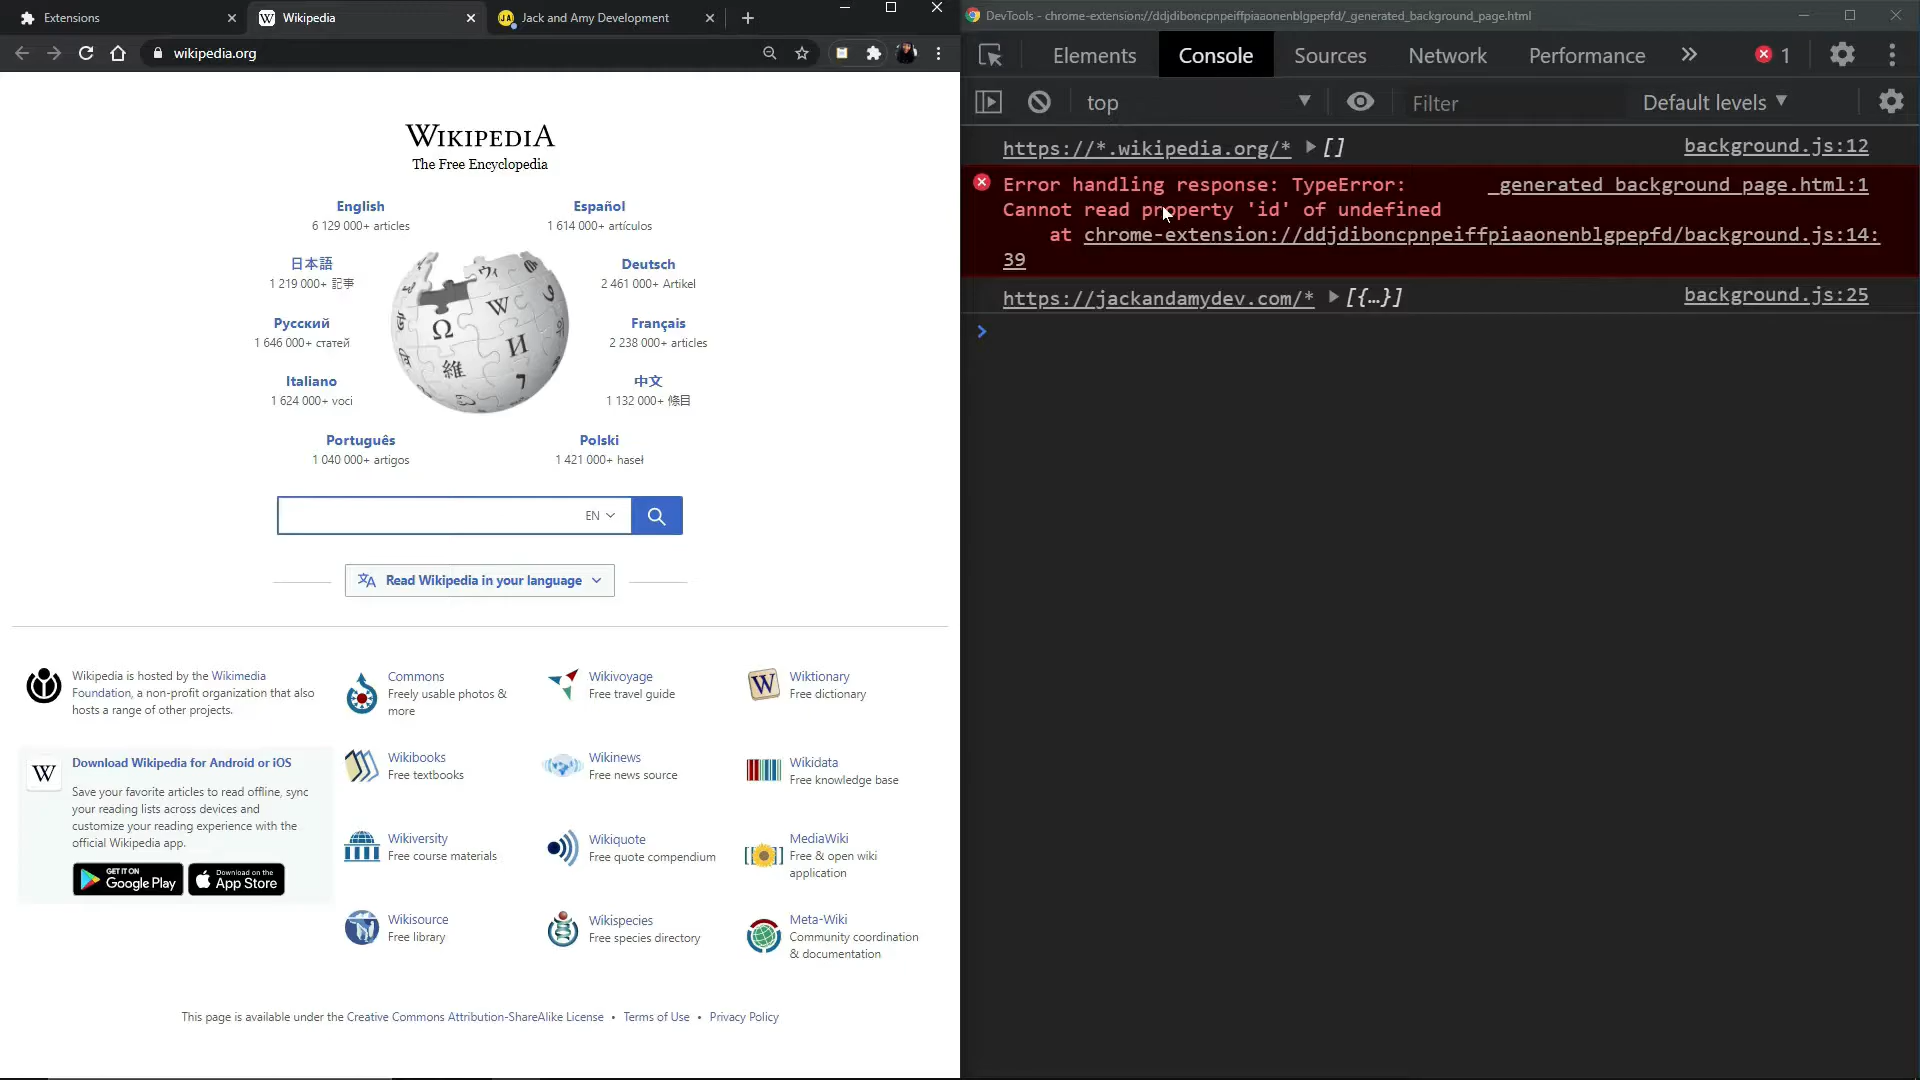 Extensions
Wikipedia
Jack and Amy Development
wikipedia.org
WIKIPEDIA
The Free Encyclopedia
English
6 129 000+ articles
Español
1 614 000+ artículos
日本語
1 219 000+ 記事
Deutsch
2 461 000+ Artikel
Русский
1 646 000+ статей
Français
2 238 000+ articles
Italiano
1 624 000+ voci
中文
1 132 000+ 條目
Português
1 040 000+ artigos
Polski
1 421 000+ haseł
Ω
W
И
維
EN
Read Wikipedia in your language
Wikipedia is hosted by the Wikimedia
Foundation, a non-profit organization that also
hosts a range of other projects.
W
Download Wikipedia for Android or iOS
Save your favorite articles to read offline, sync
your reading lists across devices and
customize your reading experience with the
official Wikipedia app.
GET IT ON
Google Play
Download on the
App Store
Commons
Freely usable photos &
more
Wikivoyage
Free travel guide
W
Wiktionary
Free dictionary
Wikibooks
Free textbooks
Wikinews
Free news source
Wikidata
Free knowledge base
Wikiversity
Free course materials
Wikiquote
Free quote compendium
MediaWiki
Free & open wiki
application
Wikisource
Free library
Wikispecies
Free species directory
Meta-Wiki
Community coordination
& documentation
This page is available under the Creative Commons Attribution-ShareAlike License • Terms of Use • Privacy Policy
DevTools - chrome-extension://ddjdiboncpnpeiffpiaaonenblgpepfd/_generated_background_page.html
Elements Console Sources Network Performance » 1
top Filter Default levels
https://*.wikipedia.org/* [] background.js:12
Error handling response: TypeError: _generated_background_page.html:1
Cannot read property 'id' of undefined
at chrome-extension://ddjdiboncpnpeiffpiaaonenblgpepfd/background.js:14:
39
https://jackandamydev.com/* [{…}] background.js:25